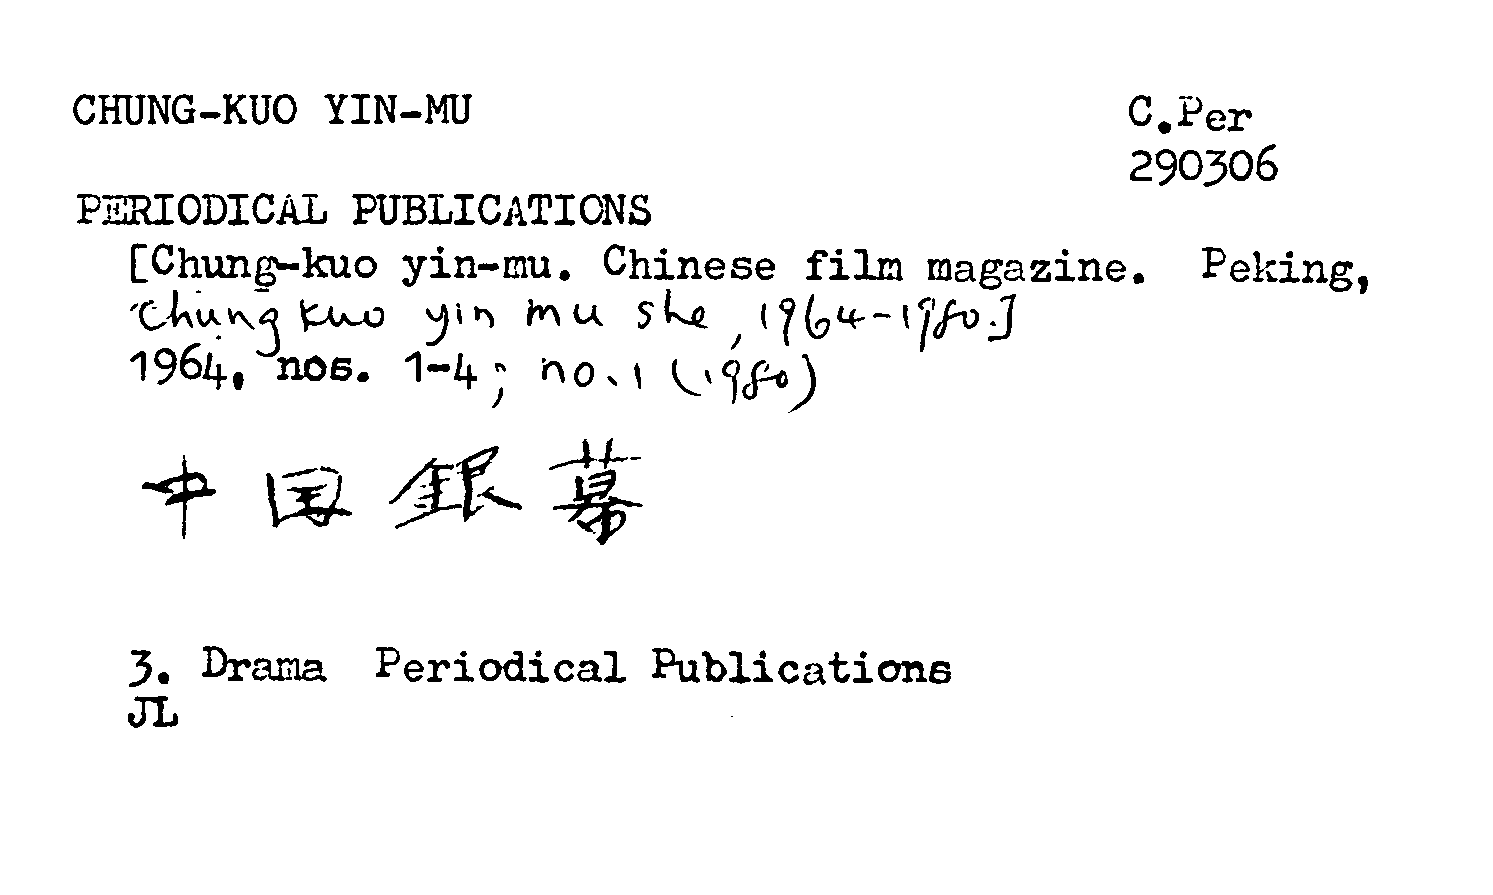 CHUNG-KUO YIN-MU
C.Per
290306
PERIODICAL PUBLICATIONS
[Chung-kuo yin-mu. Chinese film magazine. Peking,
Chung kuo yin mu she, 1964-1980.]
1964, nos. 1-4; no.1 (1980)
中国銀幕
3. Drama Periodical Publications
JL